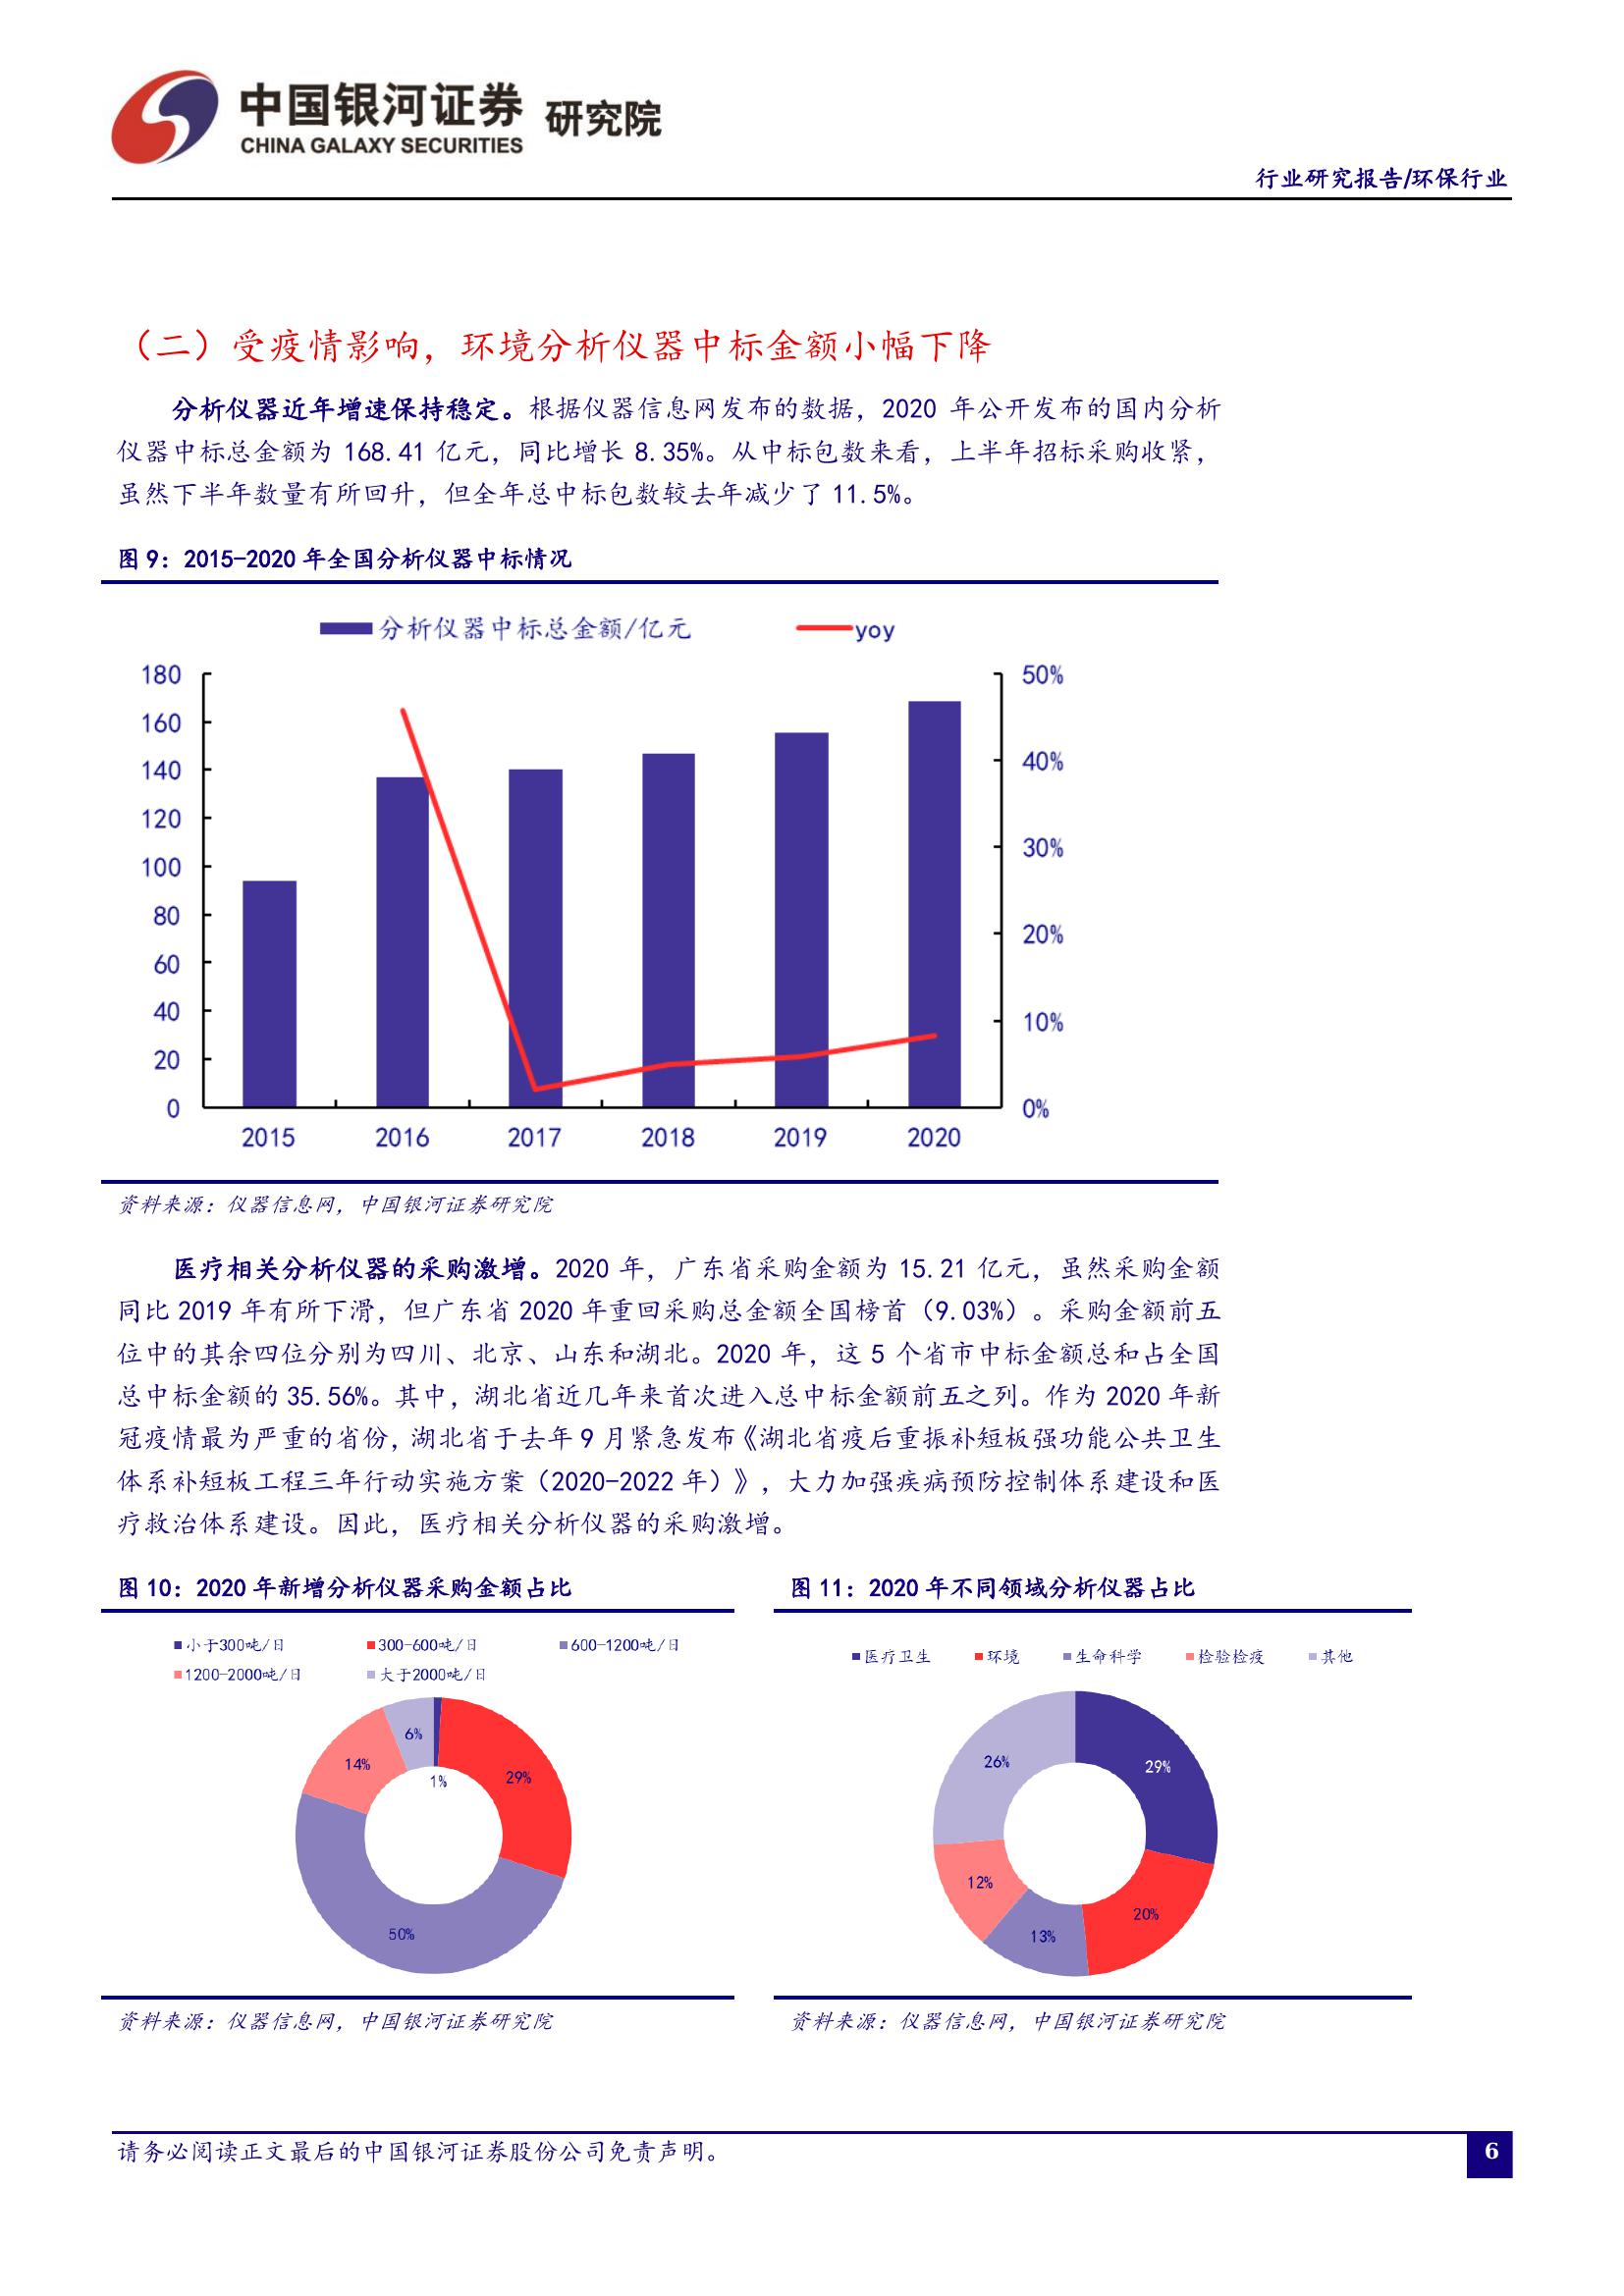 中国银河证券 研究院
CHINA GALAXY SECURITIES
行业研究报告/环保行业
（二）受疫情影响，环境分析仪器中标金额小幅下降
分析仪器近年增速保持稳定。根据仪器信息网发布的数据，2020 年公开发布的国内分析
仪器中标总金额为 168.41 亿元，同比增长 8.35%。从中标包数来看，上半年招标采购收紧，
虽然下半年数量有所回升，但全年总中标包数较去年减少了 11.5%。
图 9：2015-2020 年全国分析仪器中标情况
分析仪器中标总金额/亿元 yoy
180 50%
160
140 40%
120
100 30%
80
60 20%
40
20 10%
0 0%
2015 2016 2017 2018 2019 2020
资料来源：仪器信息网，中国银河证券研究院
医疗相关分析仪器的采购激增。2020 年，广东省采购金额为 15.21 亿元，虽然采购金额
同比 2019 年有所下滑，但广东省 2020 年重回采购总金额全国榜首（9.03%）。采购金额前五
位中的其余四位分别为四川、北京、山东和湖北。2020 年，这 5 个省市中标金额总和占全国
总中标金额的 35.56%。其中，湖北省近几年来首次进入总中标金额前五之列。作为 2020 年新
冠疫情最为严重的省份，湖北省于去年 9 月紧急发布《湖北省疫后重振补短板强功能公共卫生
体系补短板工程三年行动实施方案（2020-2022 年）》，大力加强疾病预防控制体系建设和医
疗救治体系建设。因此，医疗相关分析仪器的采购激增。
图 10：2020 年新增分析仪器采购金额占比
小于300吨/日 300-600吨/日 600-1200吨/日
1200-2000吨/日 大于2000吨/日
6%
14%
1%
29%
50%
资料来源：仪器信息网，中国银河证券研究院
图 11：2020 年不同领域分析仪器占比
医疗卫生 环境 生命科学 检验检疫 其他
26%
29%
12%
20%
13%
资料来源：仪器信息网，中国银河证券研究院
请务必阅读正文最后的中国银河证券股份公司免责声明。
6